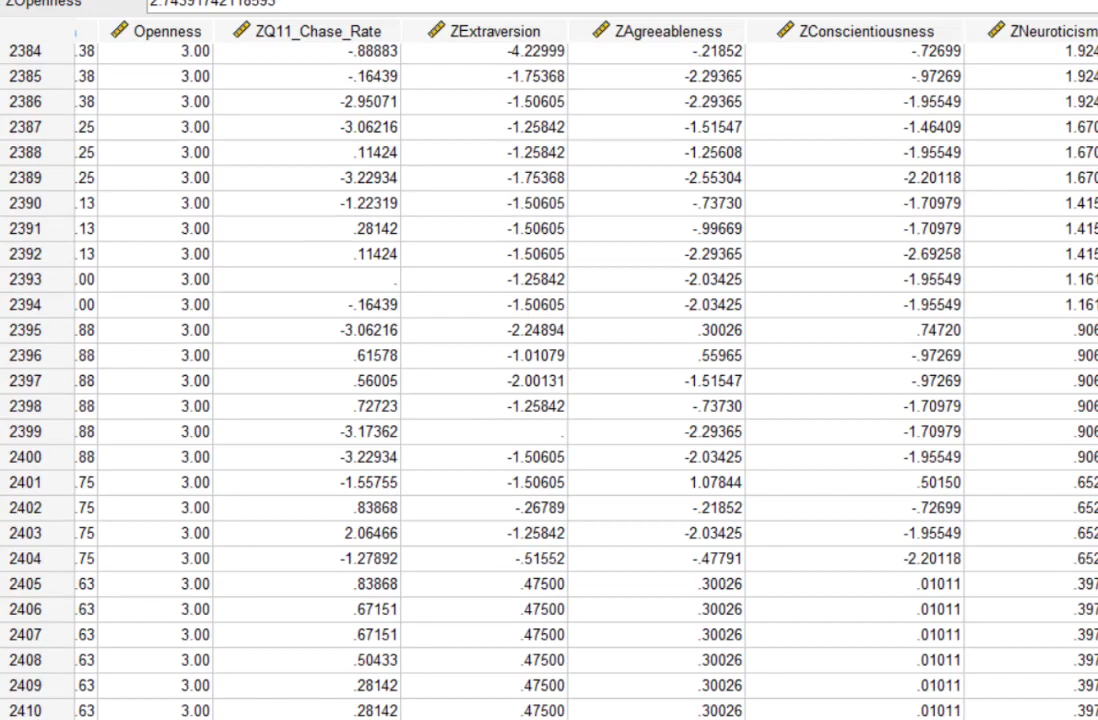 ZOpenness 2.74391742118593
Openness ZQ11_Chase_Rate ZExtraversion ZAgreeableness ZConscientiousness ZNeuroticism
2384 .38 3.00 -.88883 -4.22999 -.21852 -.72699 1.924
2385 .38 3.00 -.16439 -1.75368 -2.29365 -.97269 1.924
2386 .38 3.00 -2.95071 -1.50605 -2.29365 -1.95549 1.924
2387 .25 3.00 -3.06216 -1.25842 -1.51547 -1.46409 1.670
2388 .25 3.00 .11424 -1.25842 -1.25608 -1.95549 1.670
2389 .25 3.00 -3.22934 -1.75368 -2.55304 -2.20118 1.670
2390 .13 3.00 -1.22319 -1.50605 -.73730 -1.70979 1.415
2391 .13 3.00 .28142 -1.50605 -.99669 -1.70979 1.415
2392 .13 3.00 .11424 -1.50605 -2.29365 -2.69258 1.415
2393 .00 3.00 . -1.25842 -2.03425 -1.95549 1.161
2394 .00 3.00 -.16439 -1.50605 -2.03425 -1.95549 1.161
2395 .88 3.00 -3.06216 -2.24894 .30026 .74720 .906
2396 .88 3.00 .61578 -1.01079 .55965 -.97269 .906
2397 .88 3.00 .56005 -2.00131 -1.51547 -.97269 .906
2398 .88 3.00 .72723 -1.25842 -.73730 -1.70979 .906
2399 .88 3.00 -3.17362 . -2.29365 -1.70979 .906
2400 .88 3.00 -3.22934 -1.50605 -2.03425 -1.95549 .906
2401 .75 3.00 -1.55755 -1.50605 1.07844 .50150 .652
2402 .75 3.00 .83868 -.26789 -.21852 -.72699 .652
2403 .75 3.00 2.06466 -1.25842 -2.03425 -1.95549 .652
2404 .75 3.00 -1.27892 -.51552 -.47791 -2.20118 .652
2405 .63 3.00 .83868 .47500 .30026 .01011 .397
2406 .63 3.00 .67151 .47500 .30026 .01011 .397
2407 .63 3.00 .67151 .47500 .30026 .01011 .397
2408 .63 3.00 .50433 .47500 .30026 .01011 .397
2409 .63 3.00 .28142 .47500 .30026 .01011 .397
2410 .63 3.00 .28142 .47500 .30026 .01011 .397